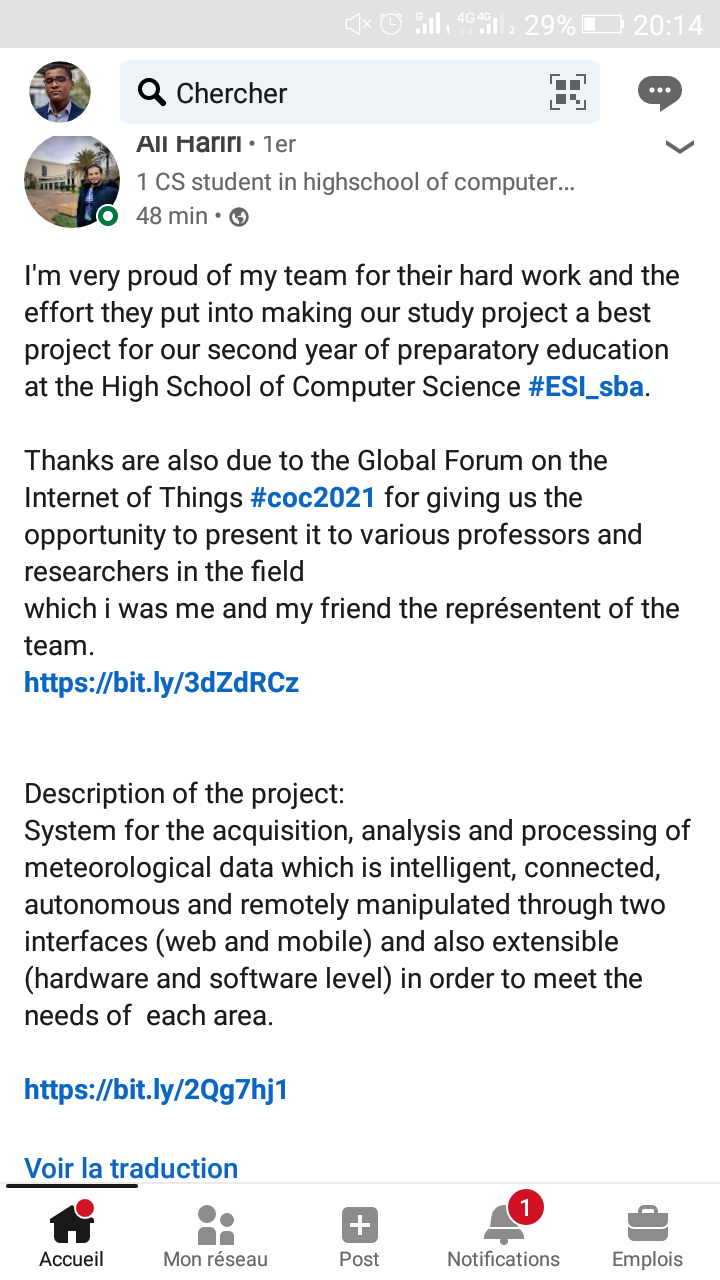 G 1 4G 4G 2 29% 20:14
Chercher
Ali Hariri • 1er
1 CS student in highschool of computer...
48 min •
I'm very proud of my team for their hard work and the
effort they put into making our study project a best
project for our second year of preparatory education
at the High School of Computer Science #ESI_sba.
Thanks are also due to the Global Forum on the
Internet of Things #coc2021 for giving us the
opportunity to present it to various professors and
researchers in the field
which i was me and my friend the représentent of the
team.
https://bit.ly/3dZdRCz
Description of the project:
System for the acquisition, analysis and processing of
meteorological data which is intelligent, connected,
autonomous and remotely manipulated through two
interfaces (web and mobile) and also extensible
(hardware and software level) in order to meet the
needs of  each area.
https://bit.ly/2Qg7hj1
Voir la traduction
1
Accueil Mon réseau Post Notifications Emplois